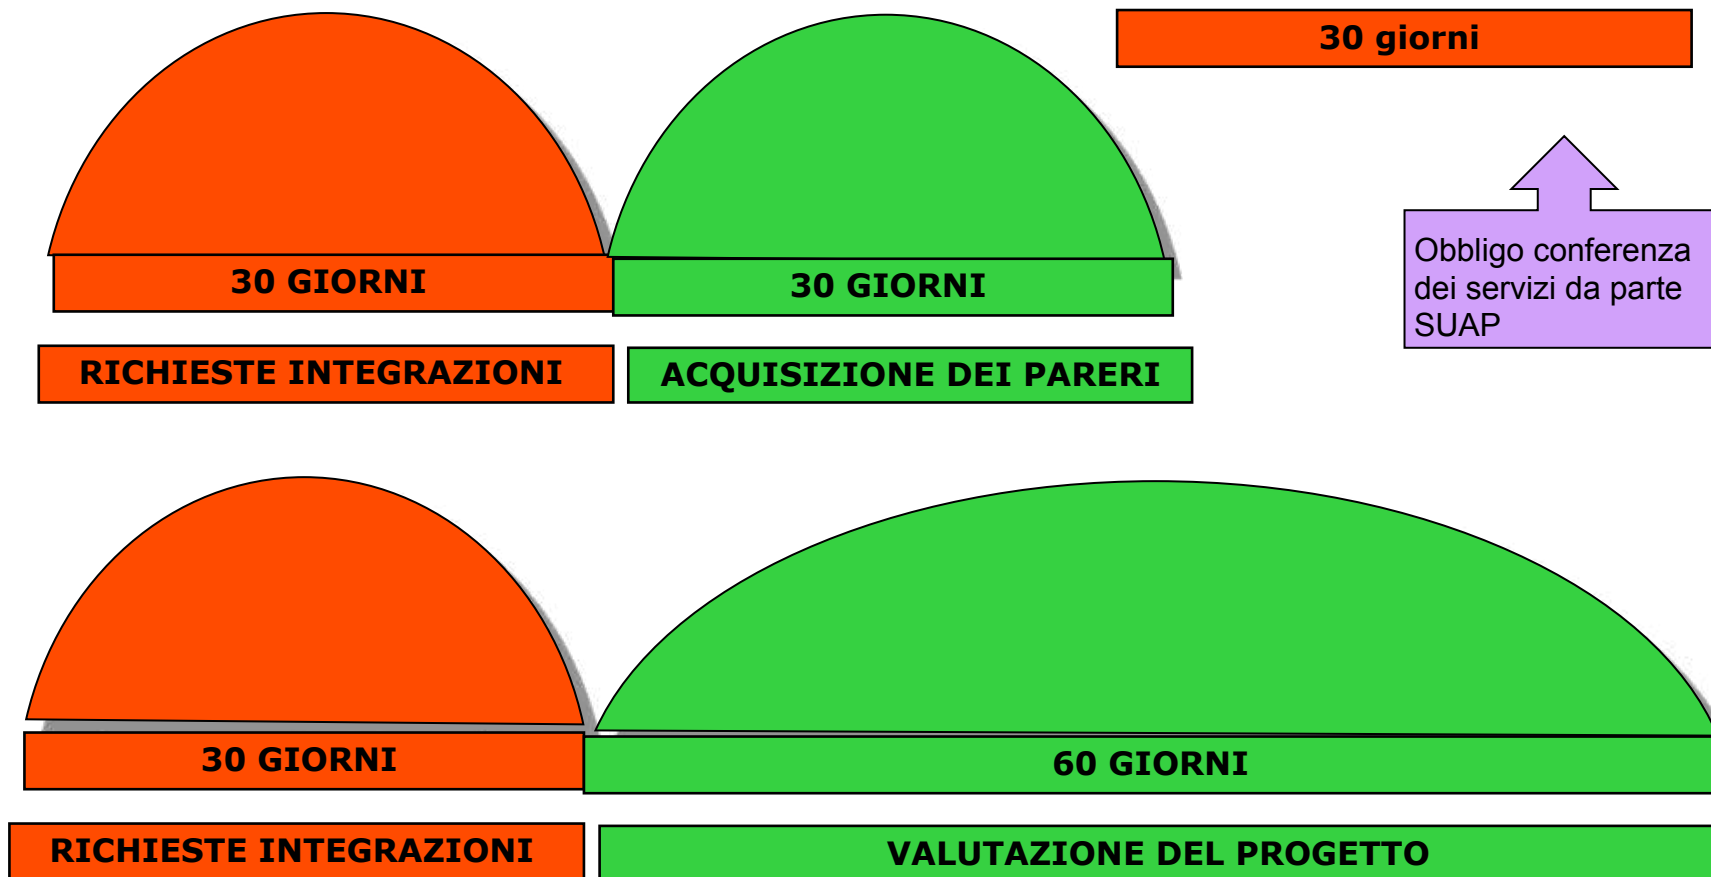 30 giorni
Obbligo conferenza
dei servizi da parte
SUAP
30 GIORNI
30 GIORNI
RICHIESTE INTEGRAZIONI
ACQUISIZIONE DEI PARERI
30 GIORNI
60 GIORNI
RICHIESTE INTEGRAZIONI
VALUTAZIONE DEL PROGETTO